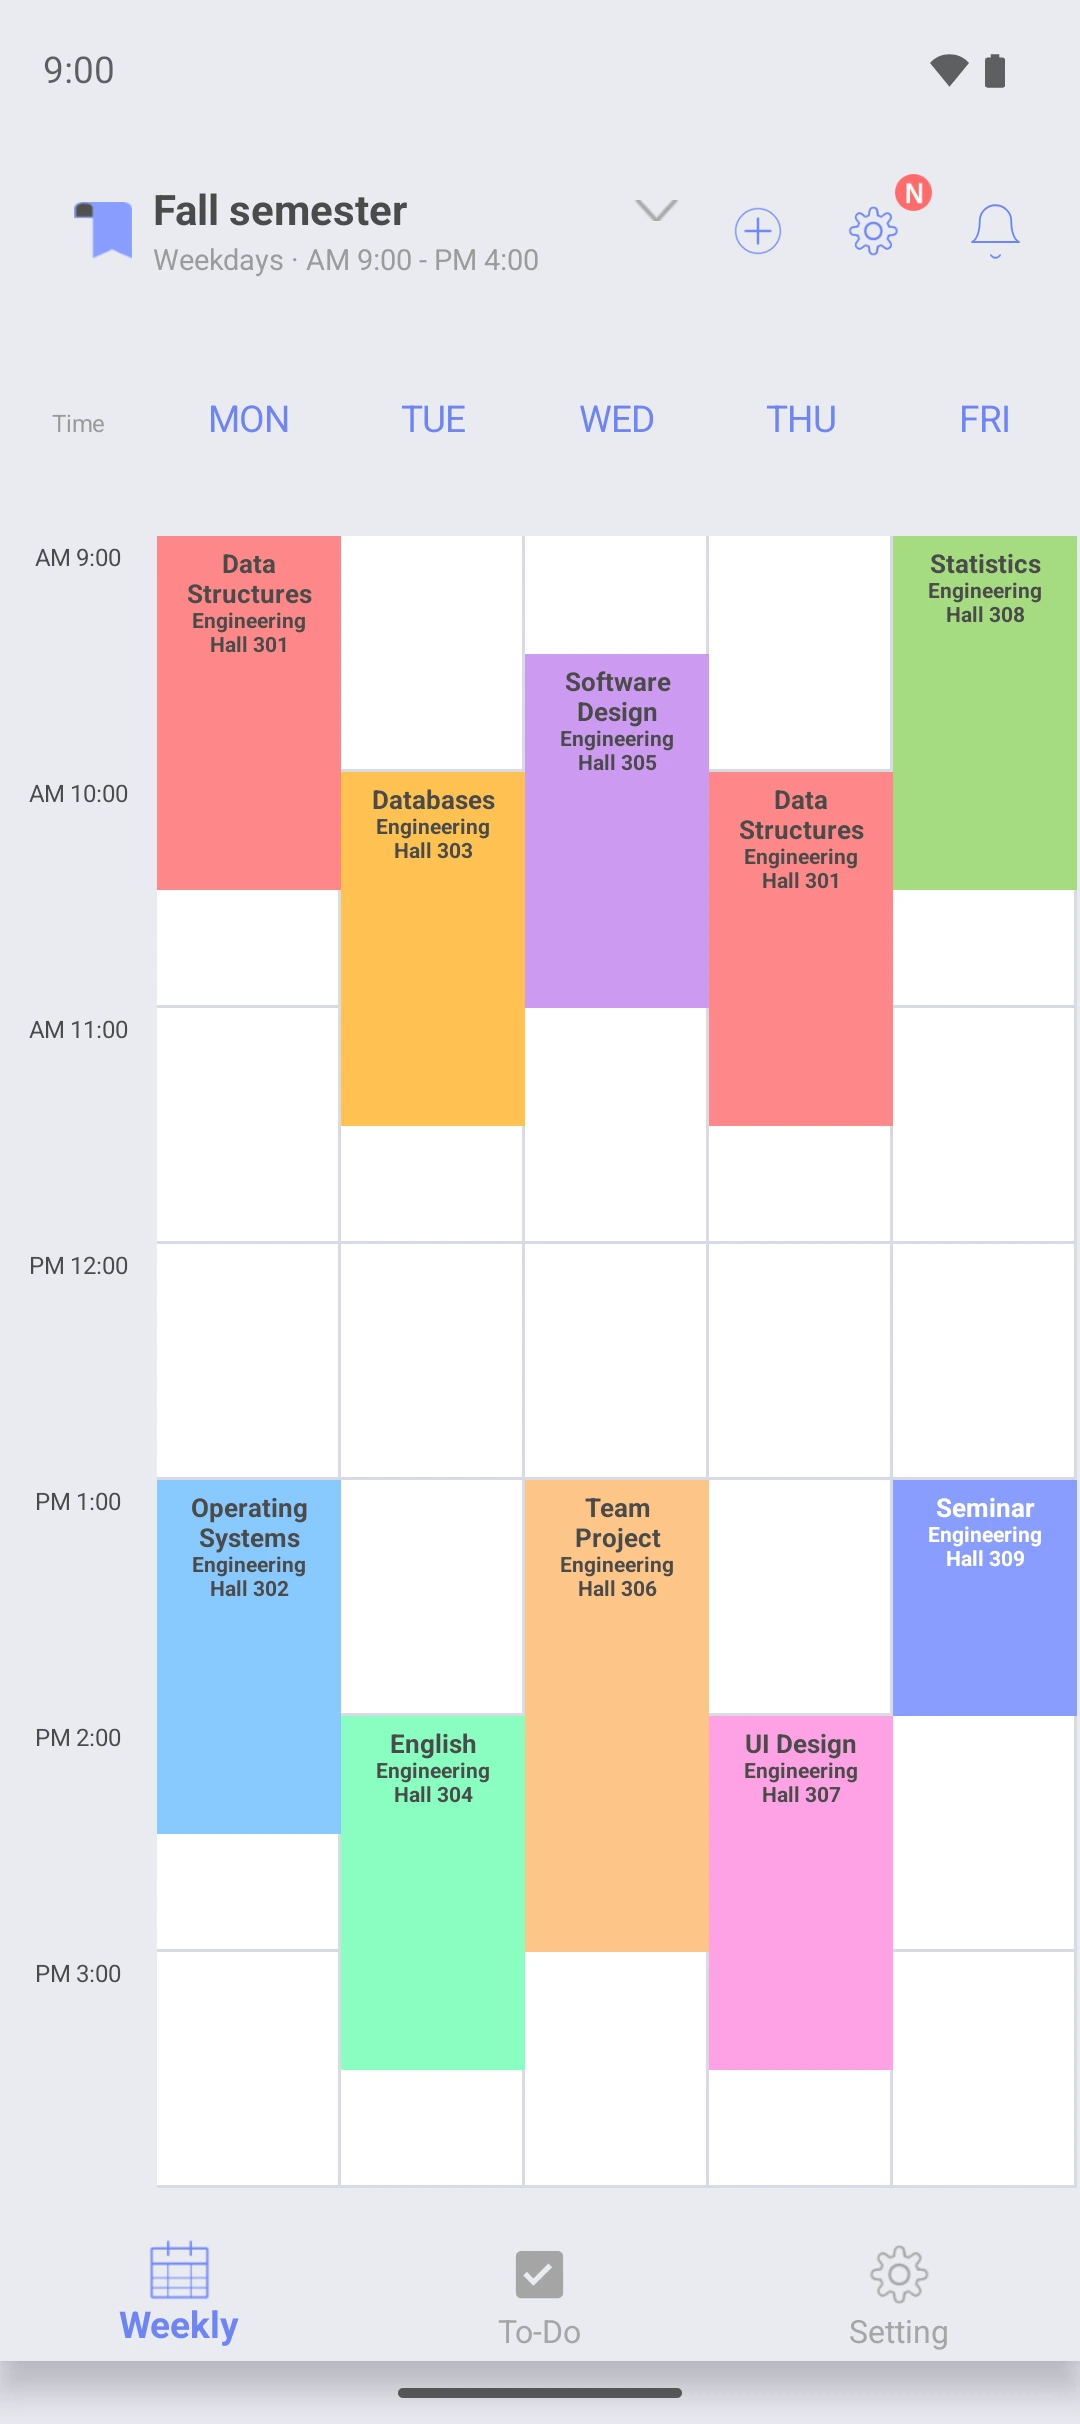 9:00
Fall semester
N
Weekdays · AM 9:00 - PM 4:00
Time
MON
TUE
WED
THU
FRI
AM 9:00
Data
Structures
Engineering
Hall 301
Statistics
Engineering
Hall 308
Software
Design
Engineering
Hall 305
AM 10:00
Databases
Engineering
Hall 303
Data
Structures
Engineering
Hall 301
AM 11:00
PM 12:00
PM 1:00
Operating
Systems
Engineering
Hall 302
Team
Project
Engineering
Hall 306
Seminar
Engineering
Hall 309
PM 2:00
English
Engineering
Hall 304
UI Design
Engineering
Hall 307
PM 3:00
Weekly
To-Do
Setting